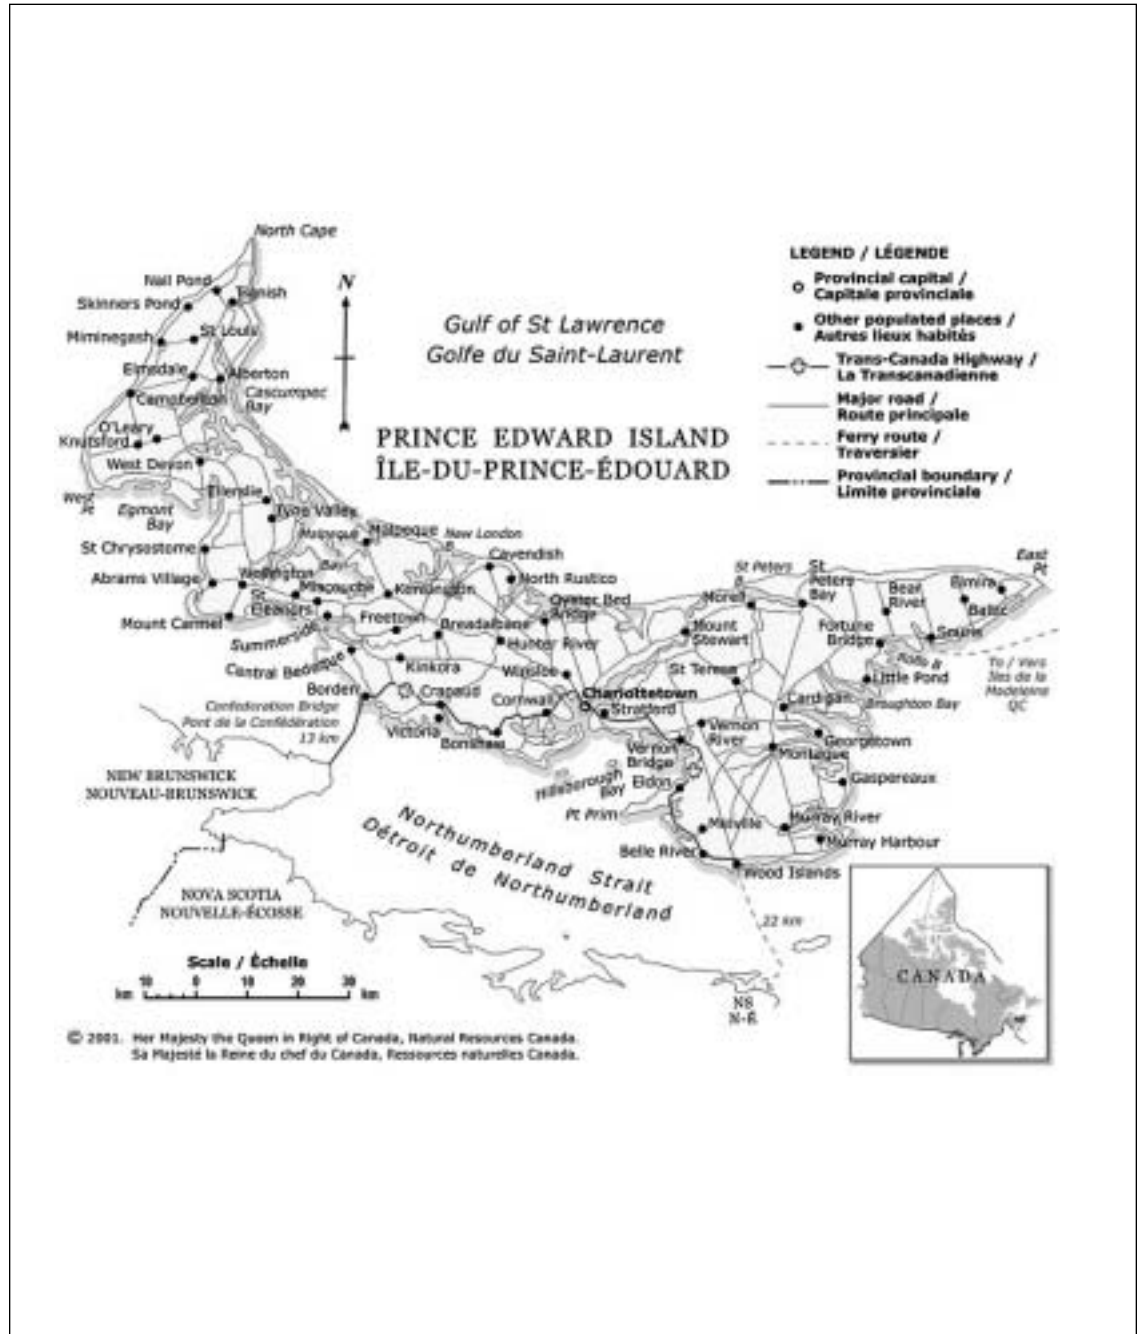 North Cape
Nail Pond
Tignish
Skinners Pond
Miminegash
St Louis
Elmsdale
Alberton
Campbellton
Cascumpec
Bay
O'Leary
Knutsford
West Devon
West
Pt
Egmont
Bay
Ellerslie
Tyne Valley
N
Gulf of St Lawrence
Golfe du Saint-Laurent
PRINCE EDWARD ISLAND
ÎLE-DU-PRINCE-ÉDOUARD
LEGEND / LÉGENDE
Provincial capital /
Capitale provinciale
Other populated places /
Autres lieux habités
Trans-Canada Highway /
La Transcanadienne
Major road /
Route principale
Ferry route /
Traversier
Provincial boundary /
Limite provinciale
St Chrysostome
Abrams Village
Wellington
Mount Carmel
Miscouche
St
Eleanors
Summerside
Malpeque
Bay
Malpeque
New London
B
Cavendish
North Rustico
Kensington
Freetown
Breadalbane
Oyster Bed
Bridge
Hunter River
Central Bedeque
Kinkora
Winsloe
Borden
Crapaud
Cornwall
Charlottetown
Stratford
Victoria
Bonshaw
Confederation Bridge
Pont de la Confédération
13 km
St Peters
B
St
Peters
Bay
Morell
Mount
Stewart
Bear
River
Elmira
East
Pt
Baltic
Souris
Fortune
Bridge
Rollo B
Little Pond
Broughton Bay
To / Vers
Iles de la
Madeleine
QC
St Teresa
Cardigan
Vernon
River
Vernon
Bridge
Georgetown
Montague
Gaspereaux
Hillsborough
Bay
Eldon
Pt Prim
Melville
Murray River
Murray Harbour
Belle River
Wood Islands
22 km
NEW BRUNSWICK
NOUVEAU-BRUNSWICK
NOVA SCOTIA
NOUVELLE-ÉCOSSE
Northumberland Strait
Détroit de Northumberland
NS
N-É
CANADA
Scale / Échelle
10 0 10 20 30
km km
© 2001. Her Majesty the Queen in Right of Canada, Natural Resources Canada.
Sa Majesté la Reine du chef du Canada, Ressources naturelles Canada.